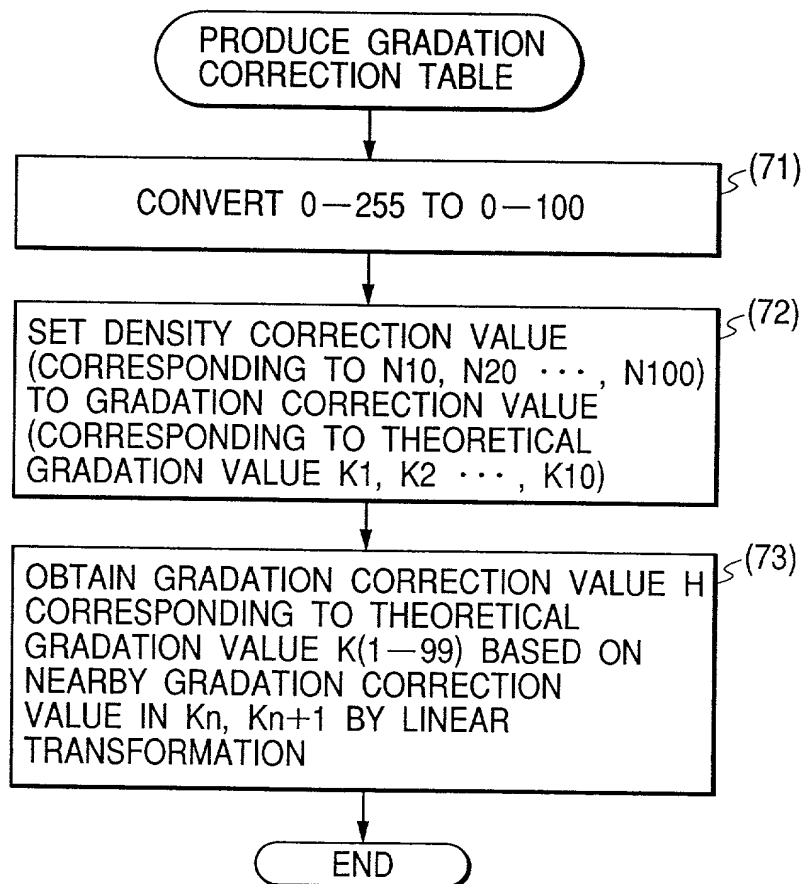 PRODUCE GRADATION
CORRECTION TABLE
(71)
CONVERT 0—255 TO 0—100
(72)
SET DENSITY CORRECTION VALUE
(CORRESPONDING TO N10, N20 ···, N100)
TO GRADATION CORRECTION VALUE
(CORRESPONDING TO THEORETICAL
GRADATION VALUE K1, K2 ···, K10)
(73)
OBTAIN GRADATION CORRECTION VALUE H
CORRESPONDING TO THEORETICAL
GRADATION VALUE K(1—99) BASED ON
NEARBY GRADATION CORRECTION
VALUE IN Kn, Kn+1 BY LINEAR
TRANSFORMATION
END